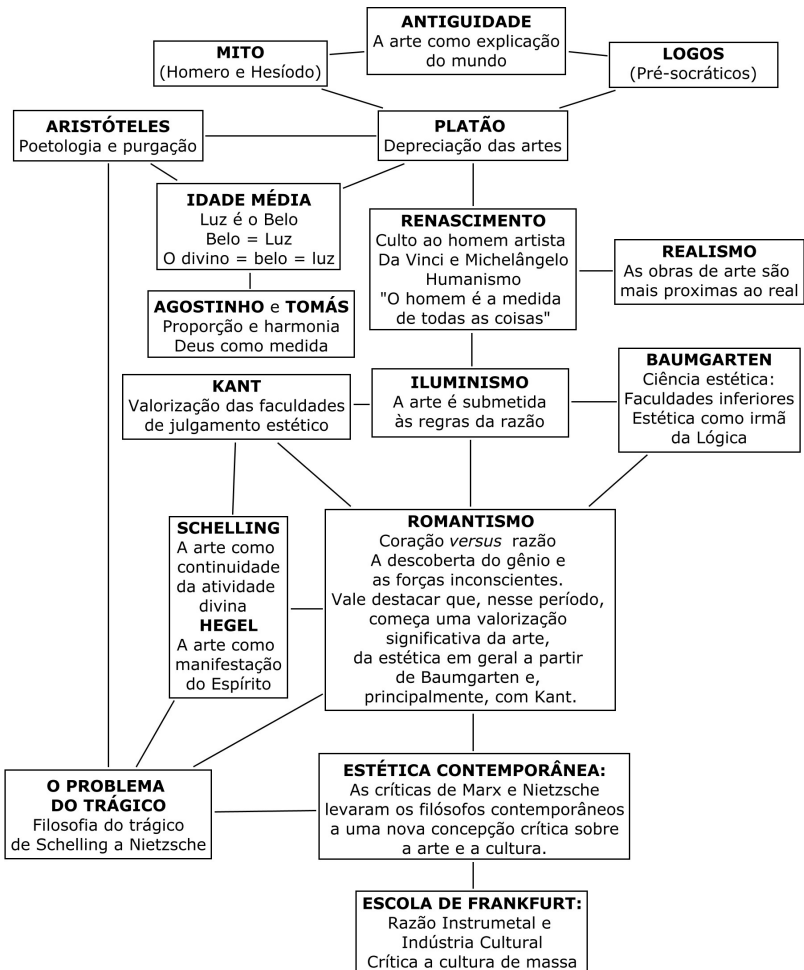 ANTIGUIDADE
A arte como explicação
do mundo
MITO
(Homero e Hesíodo)
LOGOS
(Pré-socráticos)
ARISTÓTELES
Poetologia e purgação
PLATÃO
Depreciação das artes
IDADE MÉDIA
Luz é o Belo
Belo = Luz
O divino = belo = luz
RENASCIMENTO
Culto ao homem artista
Da Vinci e Michelângelo
Humanismo
"O homem é a medida
de todas as coisas"
REALISMO
As obras de arte são
mais proximas ao real
AGOSTINHO e TOMÁS
Proporção e harmonia
Deus como medida
KANT
Valorização das faculdades
de julgamento estético
ILUMINISMO
A arte é submetida
às regras da razão
BAUMGARTEN
Ciência estética:
Faculdades inferiores
Estética como irmã
da Lógica
SCHELLING
A arte como
continuidade
da atividade
divina
HEGEL
A arte como
manifestação
do Espírito
ROMANTISMO
Coração versus razão
A descoberta do gênio e
as forças inconscientes.
Vale destacar que, nesse período,
começa uma valorização
significativa da arte,
da estética em geral a partir
de Baumgarten e,
principalmente, com Kant.
O PROBLEMA
DO TRÁGICO
Filosofia do trágico
de Schelling a Nietzsche
ESTÉTICA CONTEMPORÂNEA:
As críticas de Marx e Nietzsche
levaram os filósofos contemporâneos
a uma nova concepção crítica sobre
a arte e a cultura.
ESCOLA DE FRANKFURT:
Razão Instrumetal e
Indústria Cultural
Crítica a cultura de massa